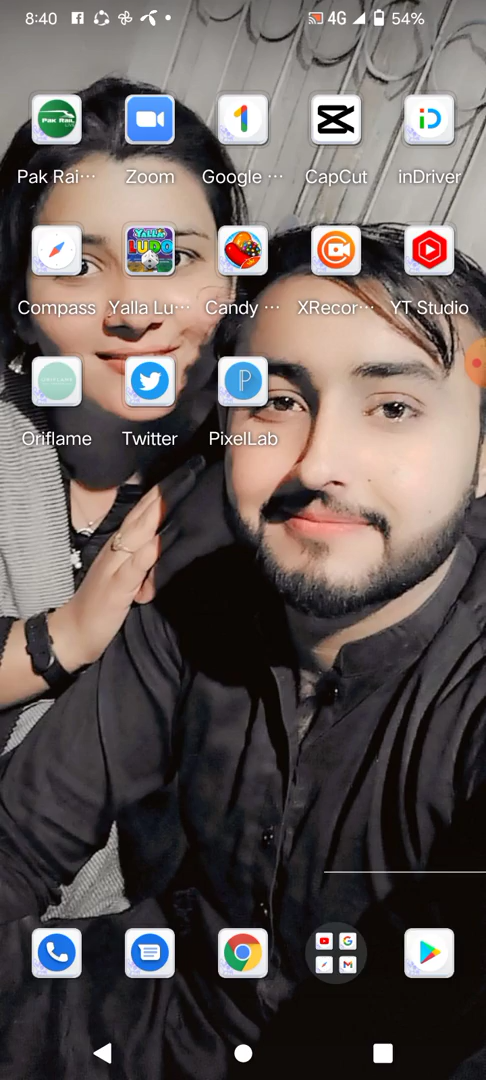 8:40 4G 54%
Pak Rai··· Zoom Google ··· CapCut inDriver
Compass Yalla Lu··· Candy ··· XRecor··· YT Studio
Oriflame Twitter PixelLab